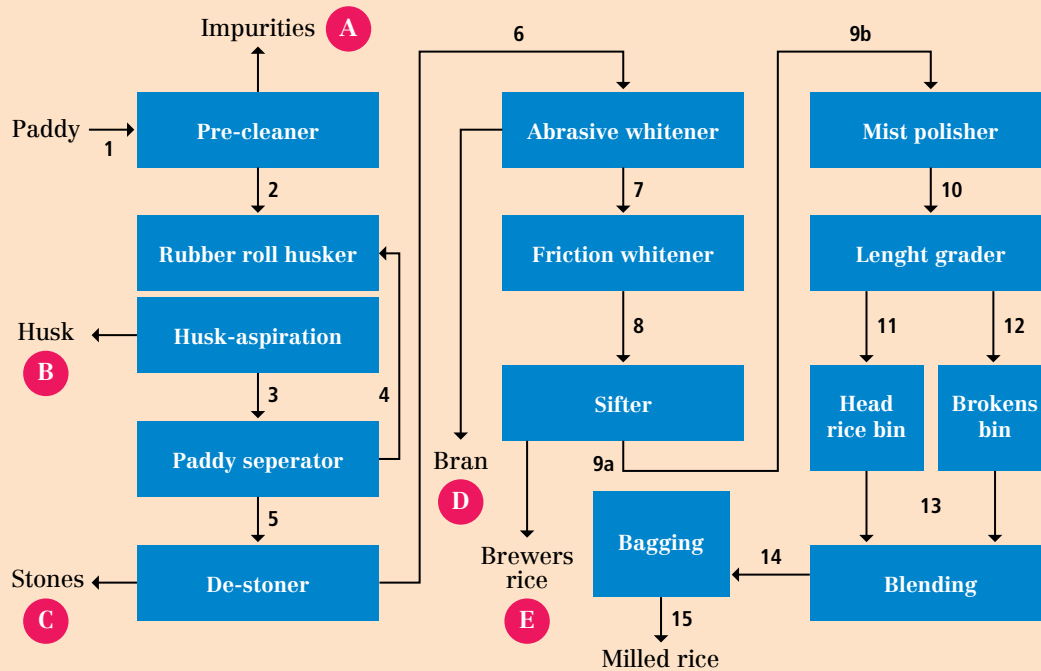 Impurities A
Paddy
1
Pre-cleaner
2
Rubber roll husker
Husk-aspiration
Husk
B
3
4
Paddy seperator
5
De-stoner
Stones
C
6
Abrasive whitener
7
Friction whitener
8
Sifter
9a
Bran
D
Brewers
rice
E
9b
Mist polisher
10
Lenght grader
11
12
Head
rice bin
Brokens
bin
13
Blending
14
Bagging
15
Milled rice